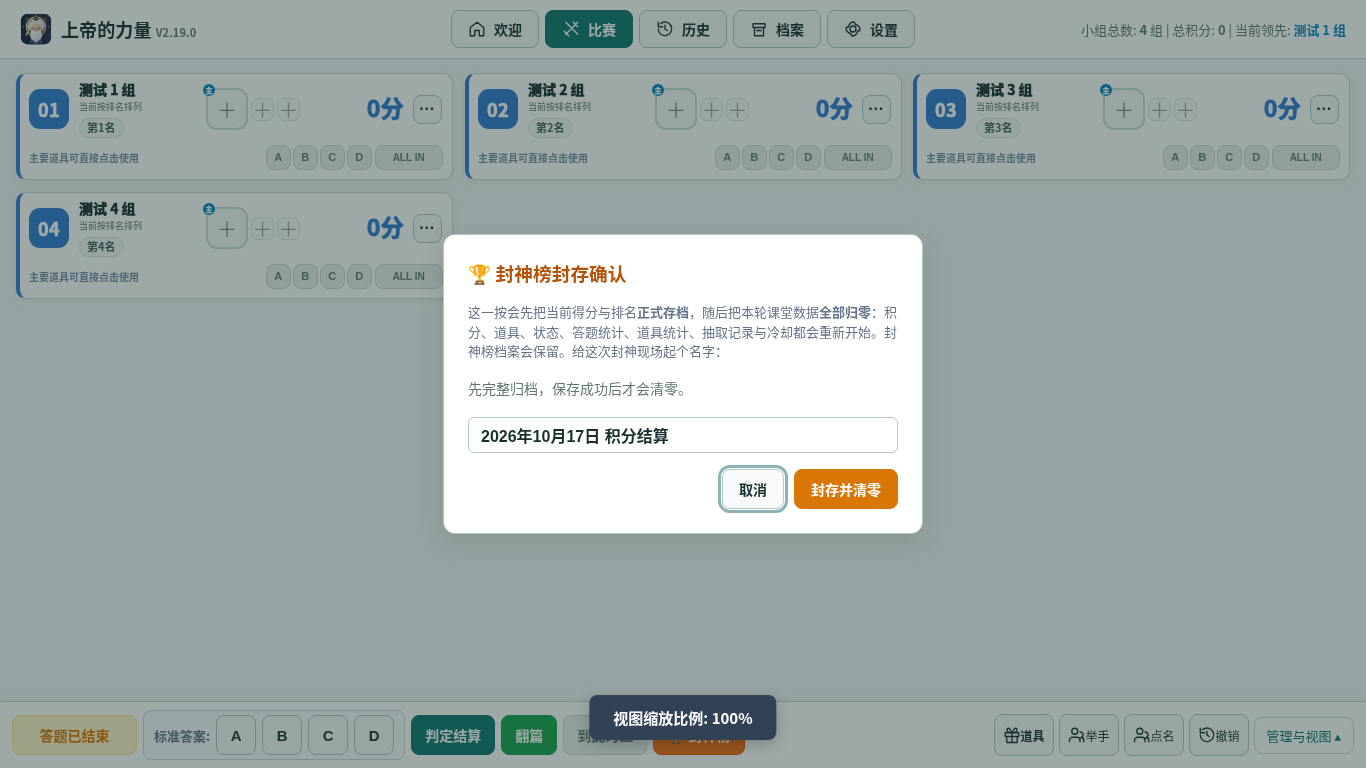 上帝的力量 V2.19.0
欢迎
比赛
历史
档案
设置
小组总数: 4 组 | 总积分: 0 | 当前领先: 测试 1 组
01
测试 1 组
当前按排名排列
第1名
主
0分
主要道具可直接点击使用
A B C D ALL IN
02
测试 2 组
当前按排名排列
第2名
主
0分
主要道具可直接点击使用
A B C D ALL IN
03
测试 3 组
当前按排名排列
第3名
主
0分
主要道具可直接点击使用
A B C D ALL IN
04
测试 4 组
当前按排名排列
第4名
主
0分
主要道具可直接点击使用
A B C D ALL IN
封神榜封存确认
这一按会先把当前得分与排名正式存档，随后把本轮课堂数据全部归零：积
分、道具、状态、答题统计、道具统计、抽取记录与冷却都会重新开始。封
神榜档案会保留。给这次封神现场起个名字：
先完整归档，保存成功后才会清零。
2026年10月17日 积分结算
取消
封存并清零
视图缩放比例: 100%
答题已结束
标准答案: A B C D
判定结算
翻篇
道具
举手
点名
撤销
管理与视图 ▴